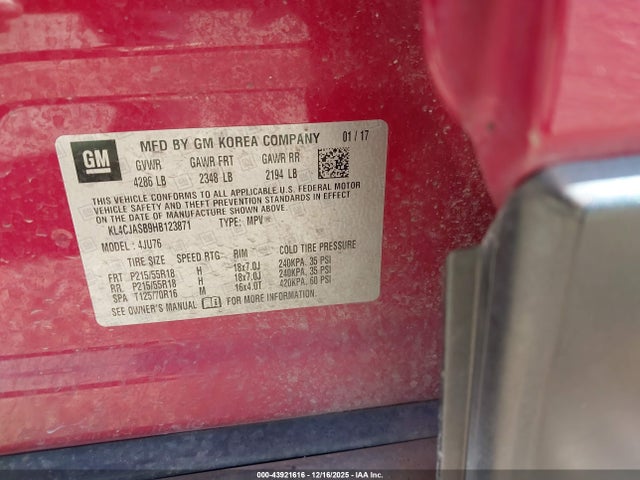 GM
MFD BY GM KOREA COMPANY 01 / 17
GVWR GAWR FRT GAWR RR
4286 LB 2348 LB 2194 LB
THIS VEHICLE CONFORMS TO ALL APPLICABLE U.S. FEDERAL MOTOR
VEHICLE SAFETY AND THEFT PREVENTION STANDARDS IN EFFECT ON
THE DATE OF MANUFACTURE SHOWN ABOVE.
KL4CJASB9HB123871 TYPE: MPV
MODEL : 4JU76
TIRE SIZE SPEED RTG RIM COLD TIRE PRESSURE
FRT P215/55R18 H 18x7.0J 240KPA, 35 PSI
RR. P215/55R18 H 18x7.0J 240KPA, 35 PSI
SPA T125/70R16 M 16x4.0T 420KPA, 60 PSI
SEE OWNER'S MANUAL FOR MORE INFORMATION.
000-43921616 - 12/16/2025 - IAA Inc.